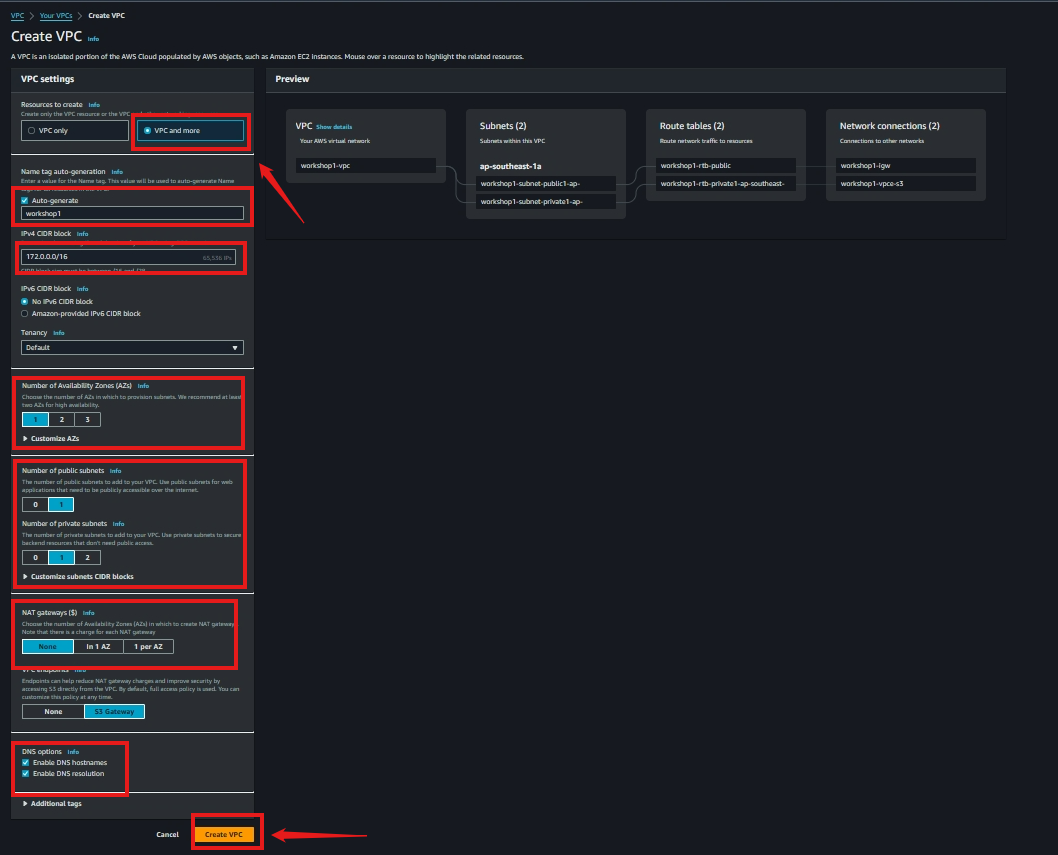 VPC > Your VPCs > Create VPC
Create VPC Info
A VPC is an isolated portion of the AWS Cloud populated by AWS objects, such as Amazon EC2 instances. Mouse over a resource to highlight the related resources.
VPC settings
Resources to create Info
Create only the VPC resource or the VPC
VPC only
VPC and more
Name tag auto-generation Info
Enter a value for the Name tag. This value will be used to auto-generate Name
Auto-generate
workshop1
IPv4 CIDR block Info
172.0.0.0/16
65,536 IPs
CIDR block size must be between /16 and /28.
IPv6 CIDR block Info
No IPv6 CIDR block
Amazon-provided IPv6 CIDR block
Tenancy Info
Default
Number of Availability Zones (AZs) Info
Choose the number of AZs in which to provision subnets. We recommend at least
two AZs for high availability.
1 2 3
Customize AZs
Number of public subnets Info
The number of public subnets to add to your VPC. Use public subnets for web
applications that need to be publicly accessible over the internet.
0 1
Number of private subnets Info
The number of private subnets to add to your VPC. Use private subnets to secure
backend resources that don't need public access.
0 1 2
Customize subnets CIDR blocks
NAT gateways ($) Info
Choose the number of Availability Zones (AZs) in which to create NAT gateways.
Note that there is a charge for each NAT gateway
None In 1 AZ 1 per AZ
VPC endpoints Info
Endpoints can help reduce NAT gateway charges and improve security by
accessing S3 directly from the VPC. By default, full access policy is used. You can
customize this policy at any time.
None S3 Gateway
DNS options Info
Enable DNS hostnames
Enable DNS resolution
Additional tags
Cancel
Create VPC
Preview
VPC Show details
Your AWS virtual network
workshop1-vpc
Subnets (2)
Subnets within this VPC
ap-southeast-1a
workshop1-subnet-public1-ap-
workshop1-subnet-private1-ap-
Route tables (2)
Route network traffic to resources
workshop1-rtb-public
workshop1-rtb-private1-ap-southeast-
Network connections (2)
Connections to other networks
workshop1-igw
workshop1-vpce-s3